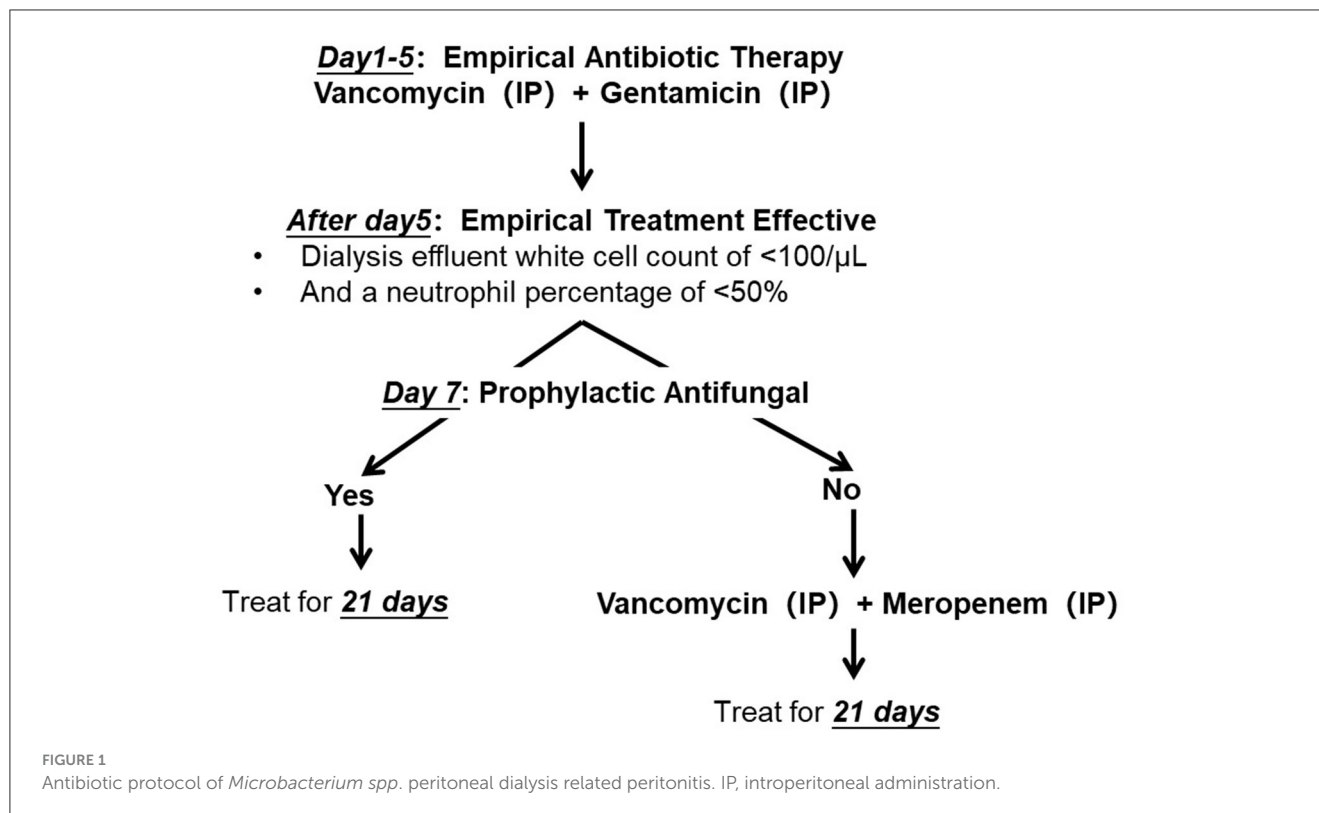 Day1-5: Empirical Antibiotic Therapy
Vancomycin (IP) + Gentamicin (IP)
After day5: Empirical Treatment Effective
• Dialysis effluent white cell count of <100/μL
• And a neutrophil percentage of <50%
Day 7: Prophylactic Antifungal
Yes
No
Treat for 21 days
Vancomycin (IP) + Meropenem (IP)
Treat for 21 days
FIGURE 1
Antibiotic protocol of Microbacterium spp. peritoneal dialysis related peritonitis. IP, introperitoneal administration.